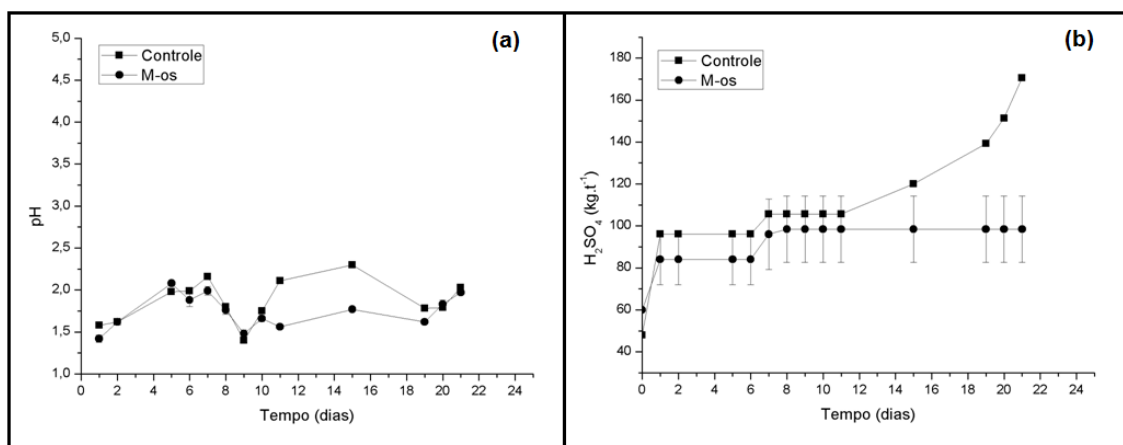 (a)
Controle
M-os
5,0
4,5
4,0
3,5
3,0
2,5
2,0
1,5
1,0
pH
0 2 4 6 8 10 12 14 16 18 20 22 24
Tempo (dias)
(b)
Controle
M-os
180
160
140
120
100
80
60
40
H₂SO₄ (kg.t⁻¹)
0 2 4 6 8 10 12 14 16 18 20 22 24
Tempo (dias)